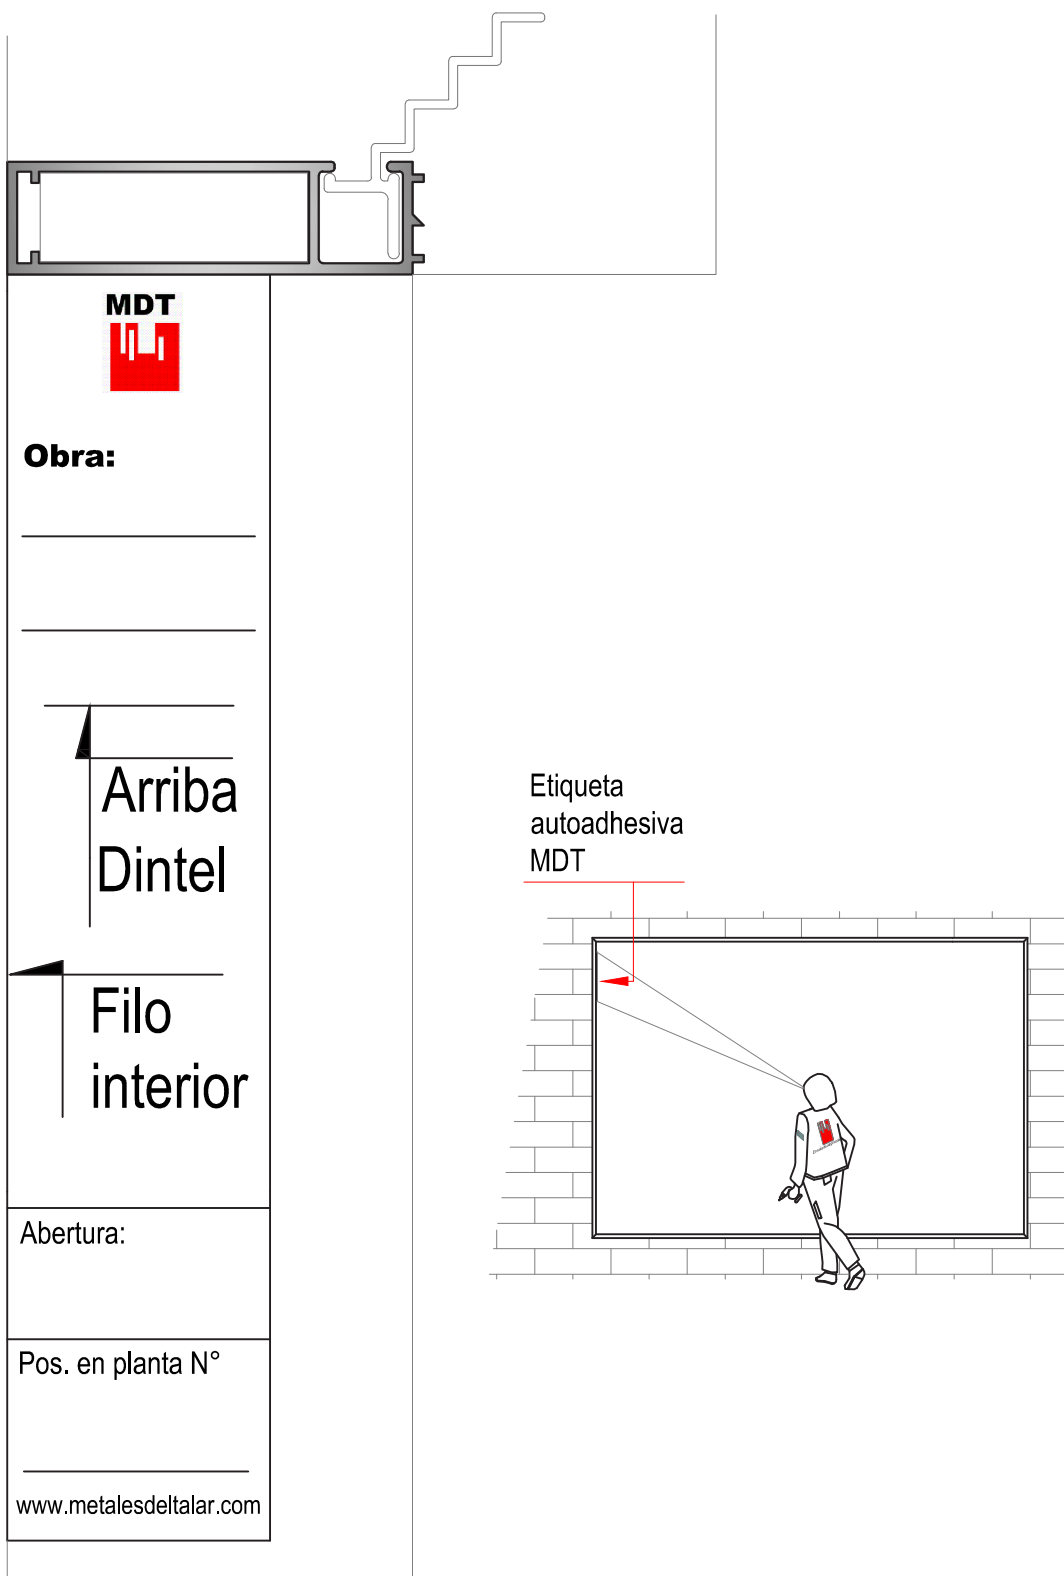 MDT
Obra:
Arriba
Dintel
Filo
interior
Abertura:
Pos. en planta N°
www.metalesdeltalar.com
Etiqueta
autoadhesiva
MDT